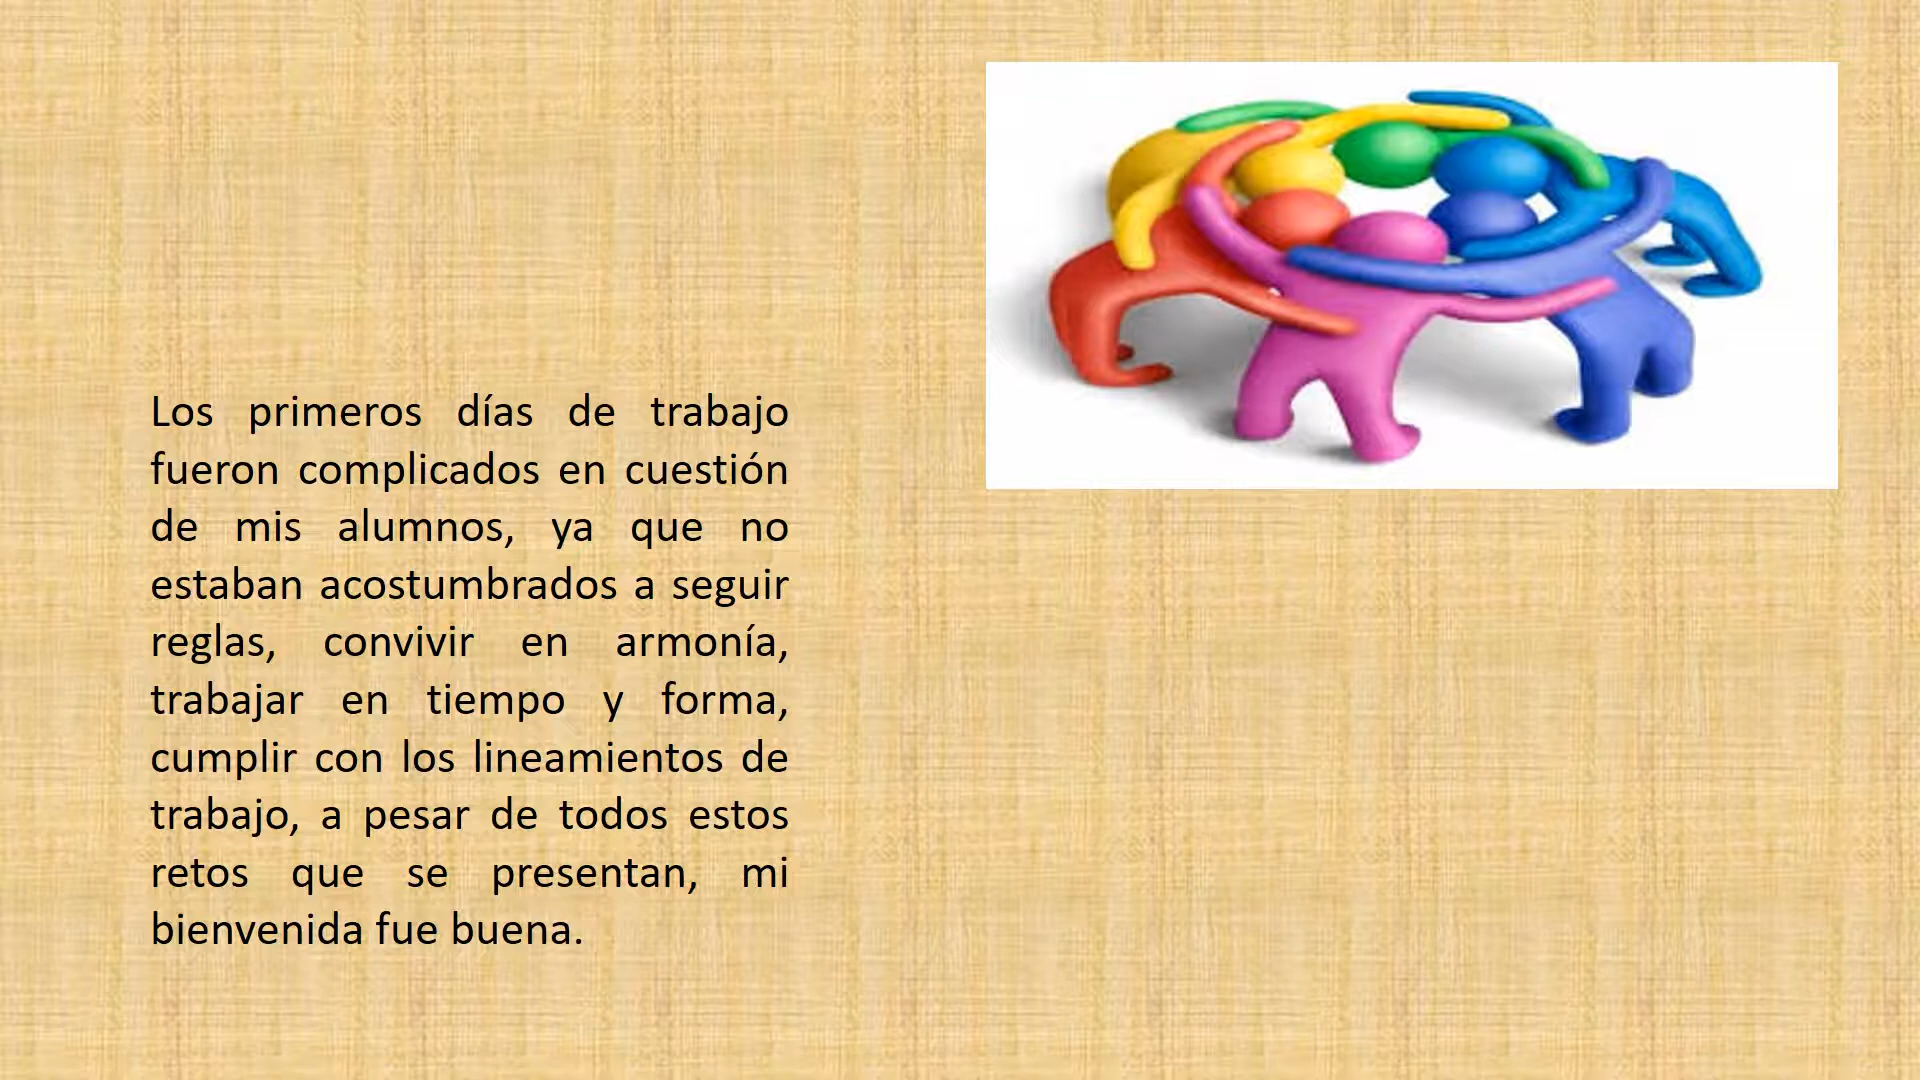 Los primeros días de trabajo
fueron complicados en cuestión
de mis alumnos, ya que no
estaban acostumbrados a seguir
reglas, convivir en armonía,
trabajar en tiempo y forma,
cumplir con los lineamientos de
trabajo, a pesar de todos estos
retos que se presentan, mi
bienvenida fue buena.